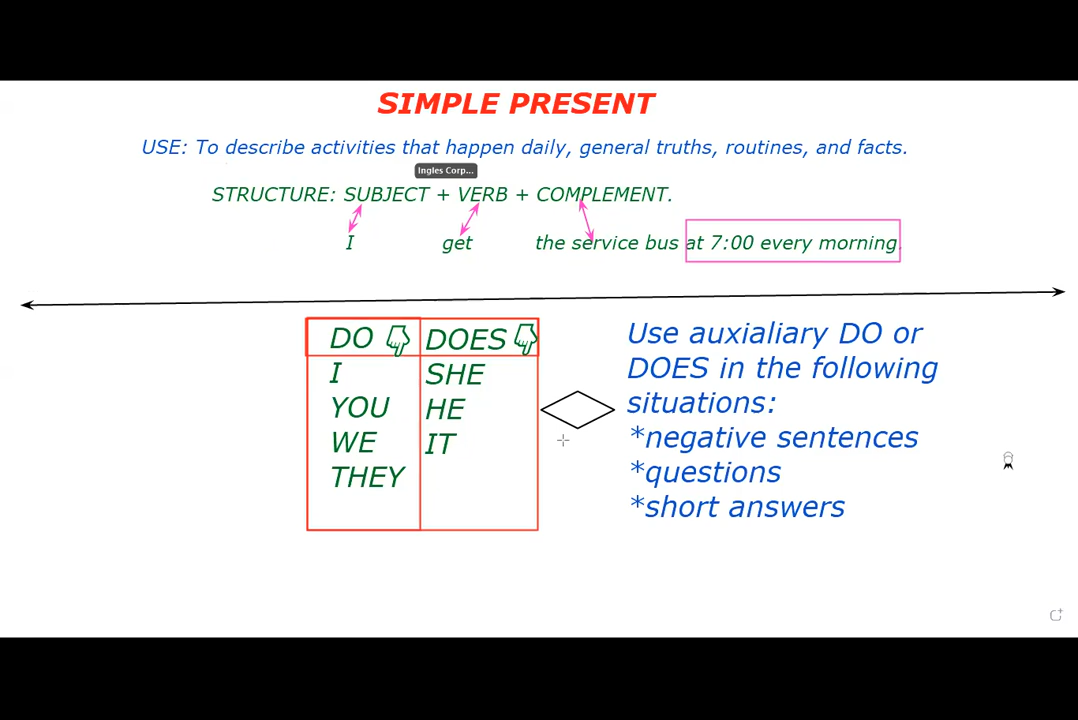 SIMPLE PRESENT
USE: To describe activities that happen daily, general truths, routines, and facts.
Ingles Corp...
STRUCTURE: SUBJECT + VERB + COMPLEMENT.
I get the service bus at 7:00 every morning.
DO DOES
I SHE
YOU HE
WE IT
THEY
Use auxialiary DO or
DOES in the following
situations:
*negative sentences
*questions
*short answers